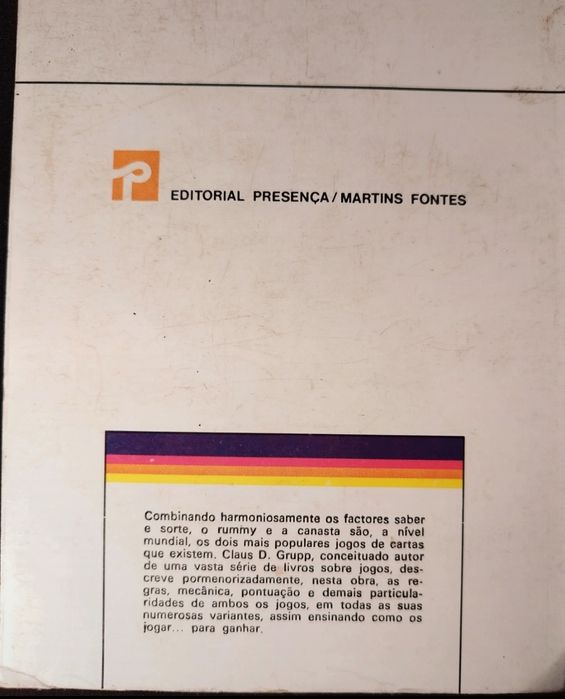 EDITORIAL PRESENÇA/MARTINS FONTES
Combinando harmoniosamente os factores saber
e sorte, o rummy e a canasta são, a nível
mundial, os dois mais populares jogos de cartas
que existem. Claus D. Grupp, conceituado autor
de uma vasta série de livros sobre jogos, des-
creve pormenorizadamente, nesta obra, as re-
gras, mecânica, pontuação e demais particula-
ridades de ambos os jogos, em todas as suas
numerosas variantes, assim ensinando como os
jogar... para ganhar.